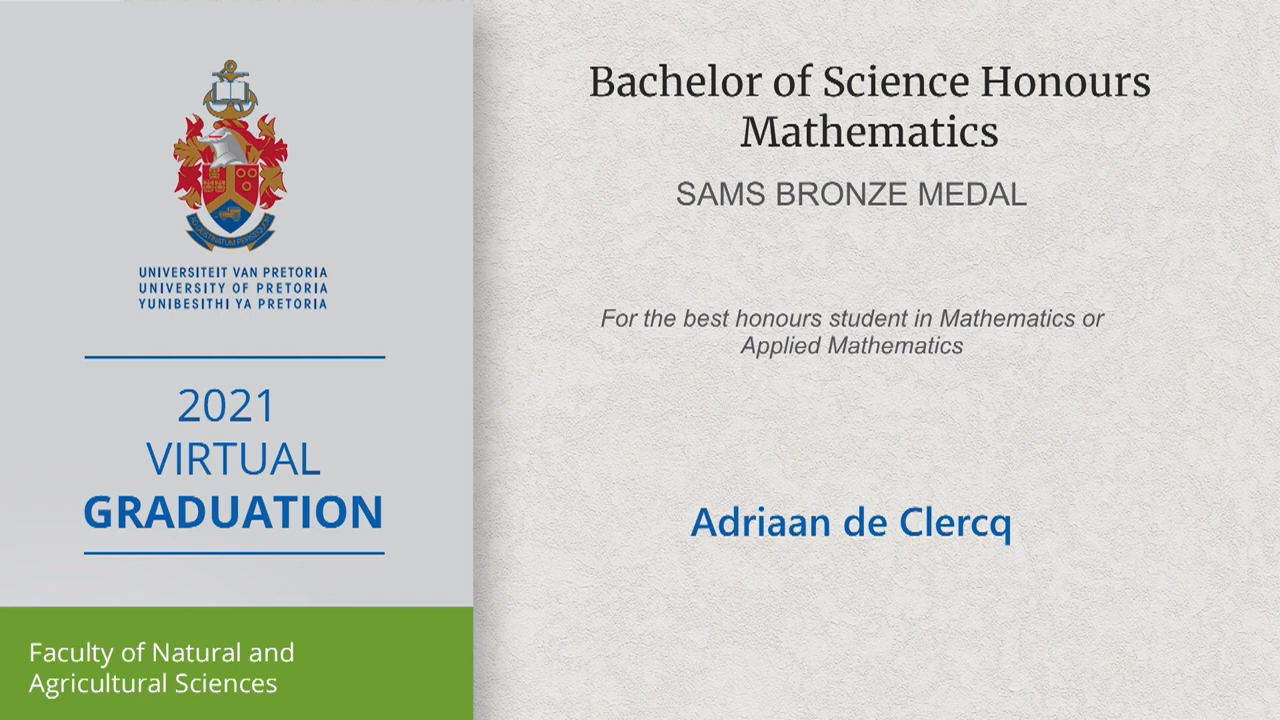 UNIVERSITEIT VAN PRETORIA
UNIVERSITY OF PRETORIA
YUNIBESITHI YA PRETORIA
2021
VIRTUAL
GRADUATION
Faculty of Natural and
Agricultural Sciences
Bachelor of Science Honours
Mathematics
SAMS BRONZE MEDAL
For the best honours student in Mathematics or
Applied Mathematics
Adriaan de Clercq